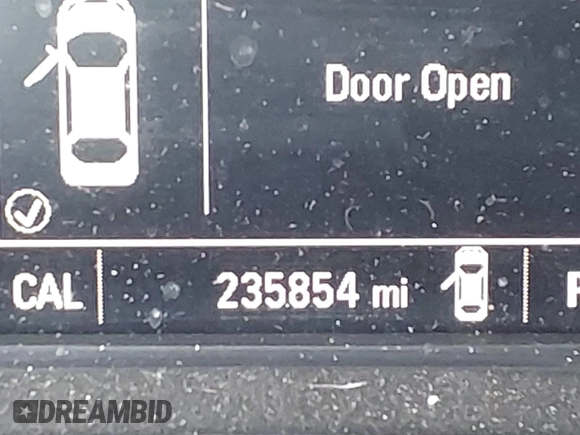 Door Open
CAL 235854 mi
DREAMBID